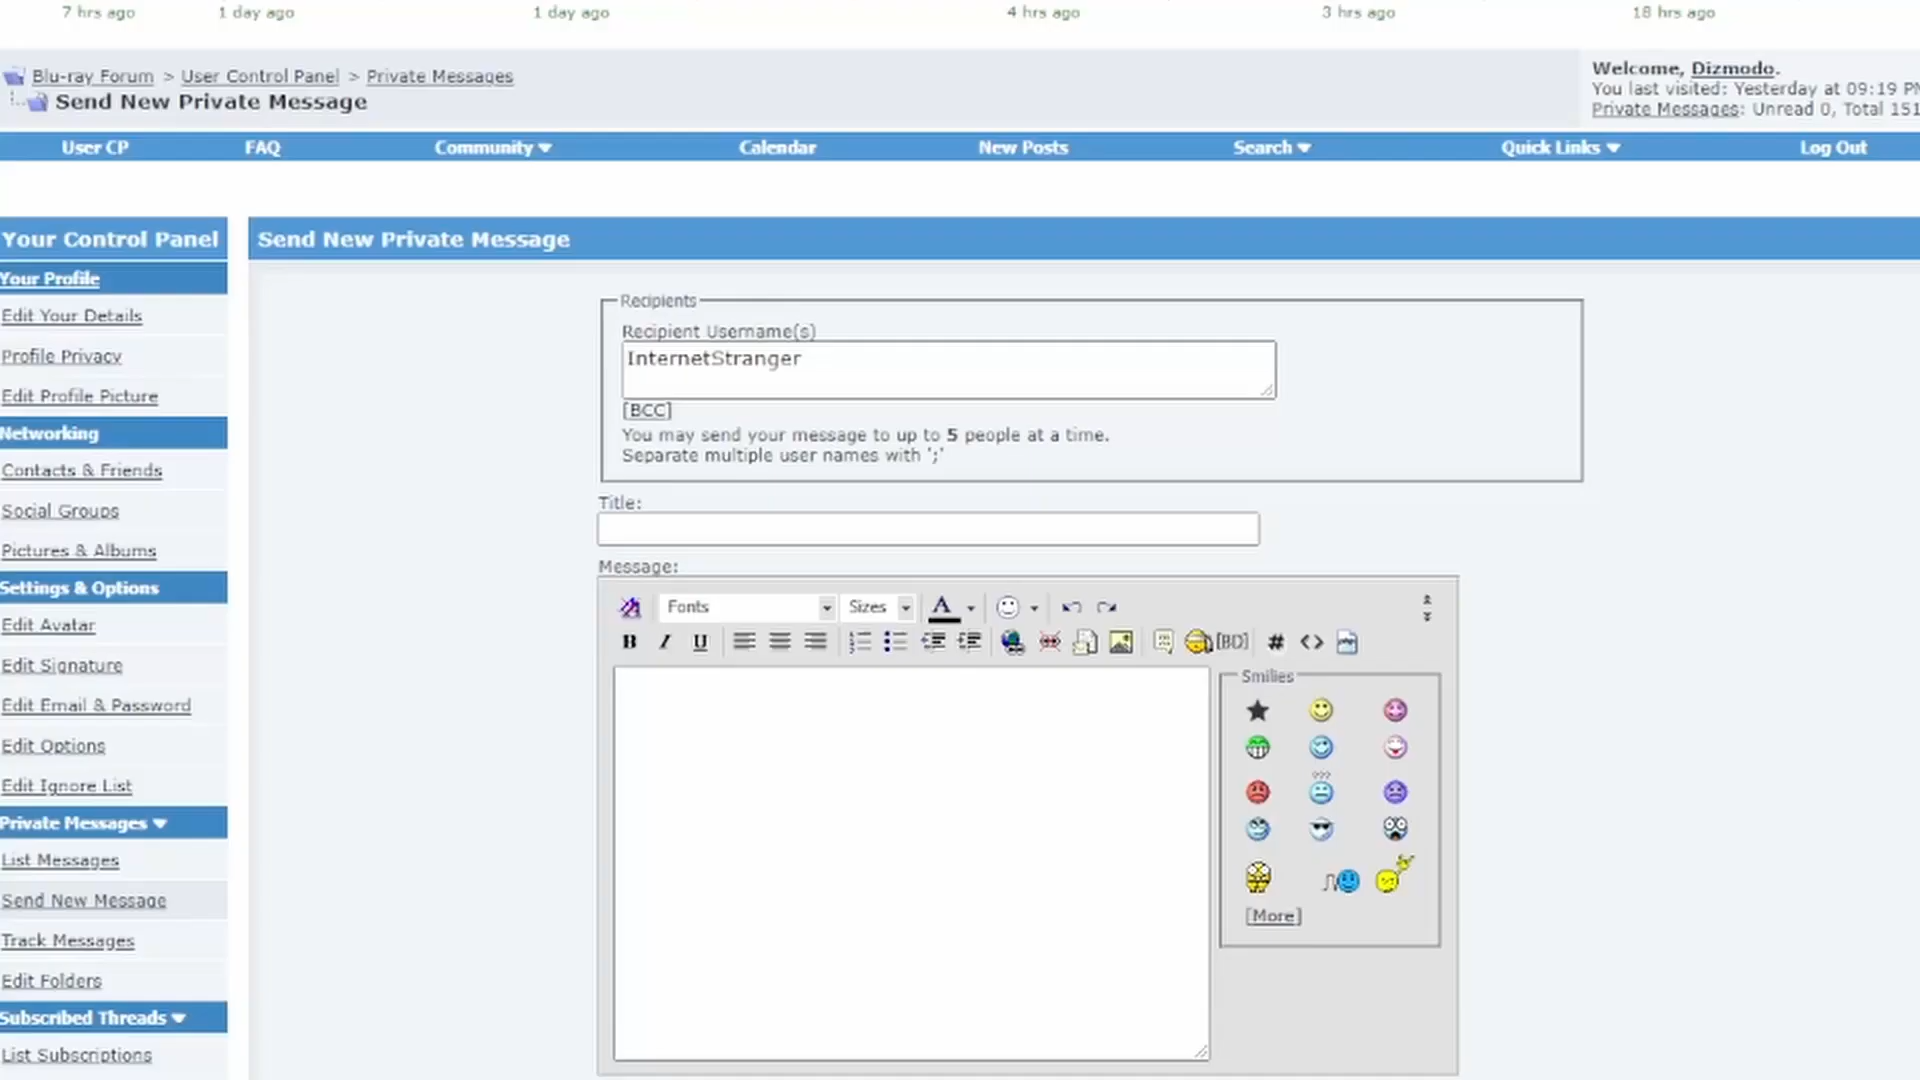 7 hrs ago 1 day ago 1 day ago 4 hrs ago 3 hrs ago 18 hrs ago
Blu-ray Forum > User Control Panel > Private Messages
Send New Private Message
Welcome, Dizmodo.
You last visited: Yesterday at 09:19 PM
Private Messages: Unread 0, Total 151
User CP FAQ Community Calendar New Posts Search Quick Links Log Out
Your Control Panel
Your Profile
Edit Your Details
Profile Privacy
Edit Profile Picture
Networking
Contacts & Friends
Social Groups
Pictures & Albums
Settings & Options
Edit Avatar
Edit Signature
Edit Email & Password
Edit Options
Edit Ignore List
Private Messages
List Messages
Send New Message
Track Messages
Edit Folders
Subscribed Threads
List Subscriptions
Send New Private Message
Recipients
Recipient Username(s)
InternetStranger
[BCC]
You may send your message to up to 5 people at a time.
Separate multiple user names with ';'
Title:
Message:
Fonts Sizes A
B I U [BD] # <>
Smilies
[More]